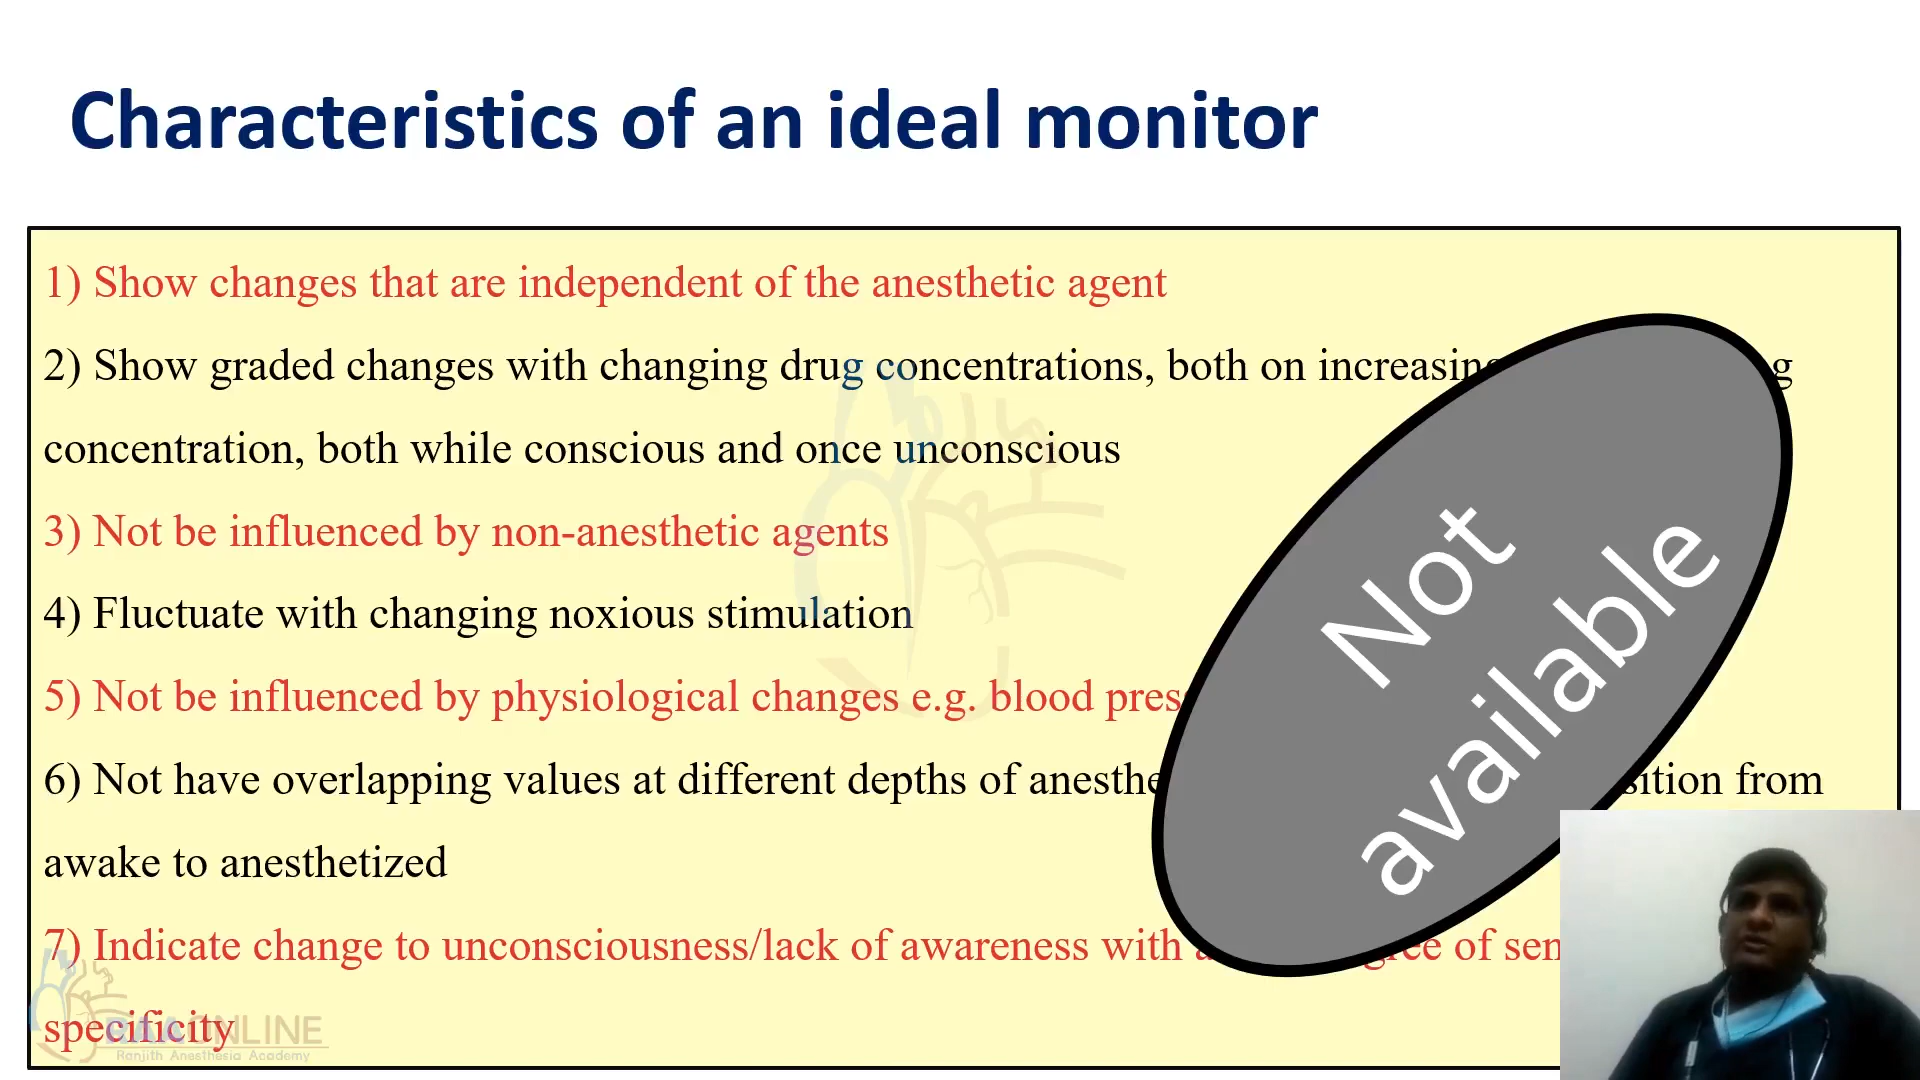 Characteristics of an ideal monitor
1) Show changes that are independent of the anesthetic agent
2) Show graded changes with changing drug concentrations, both on increasing
concentration, both while conscious and once unconscious
3) Not be influenced by non-anesthetic agents
4) Fluctuate with changing noxious stimulation
5) Not be influenced by physiological changes e.g. blood
6) Not have overlapping values at different depths of from
awake to anesthetized
7) Indicate change to unconsciousness/lack of awareness with of
specificity
Not
available
RAAONLINE
Ranjith Anesthesia Academy